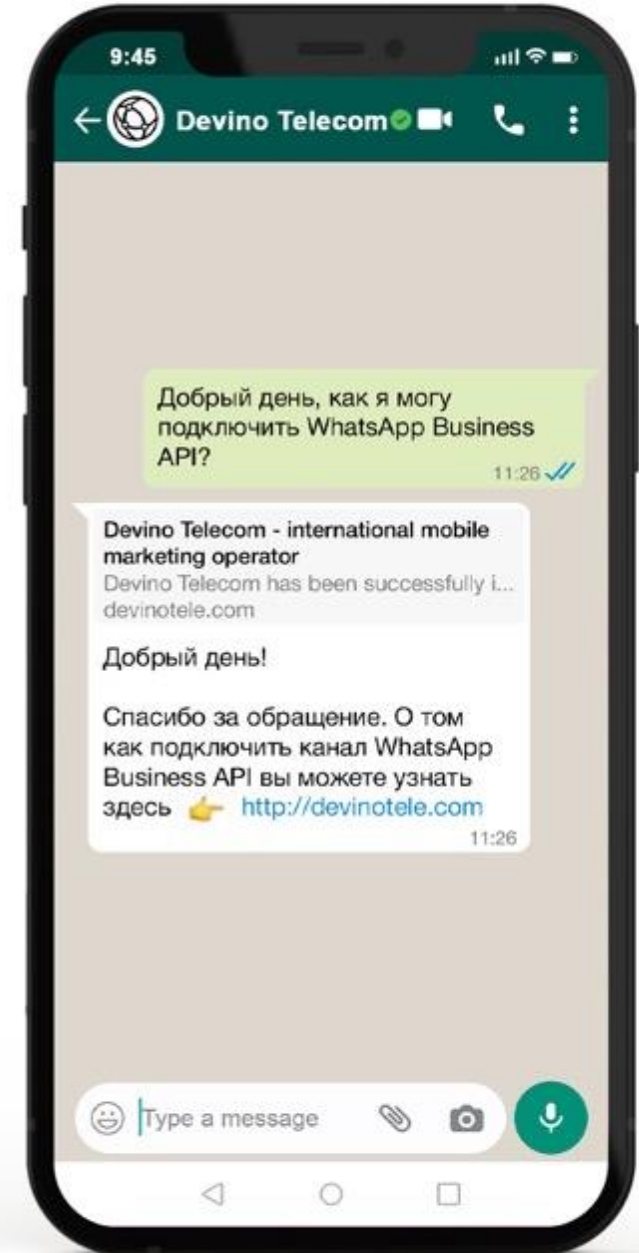 9:45
Devino Telecom
Добрый день, как я могу
подключить WhatsApp Business
API?
11:26
Devino Telecom - international mobile
marketing operator
Devino Telecom has been successfully i...
devinotele.com
Добрый день!
Спасибо за обращение. О том
как подключить канал WhatsApp
Business API вы можете узнать
здесь 👉 http://devinotele.com
11:26
Type a message